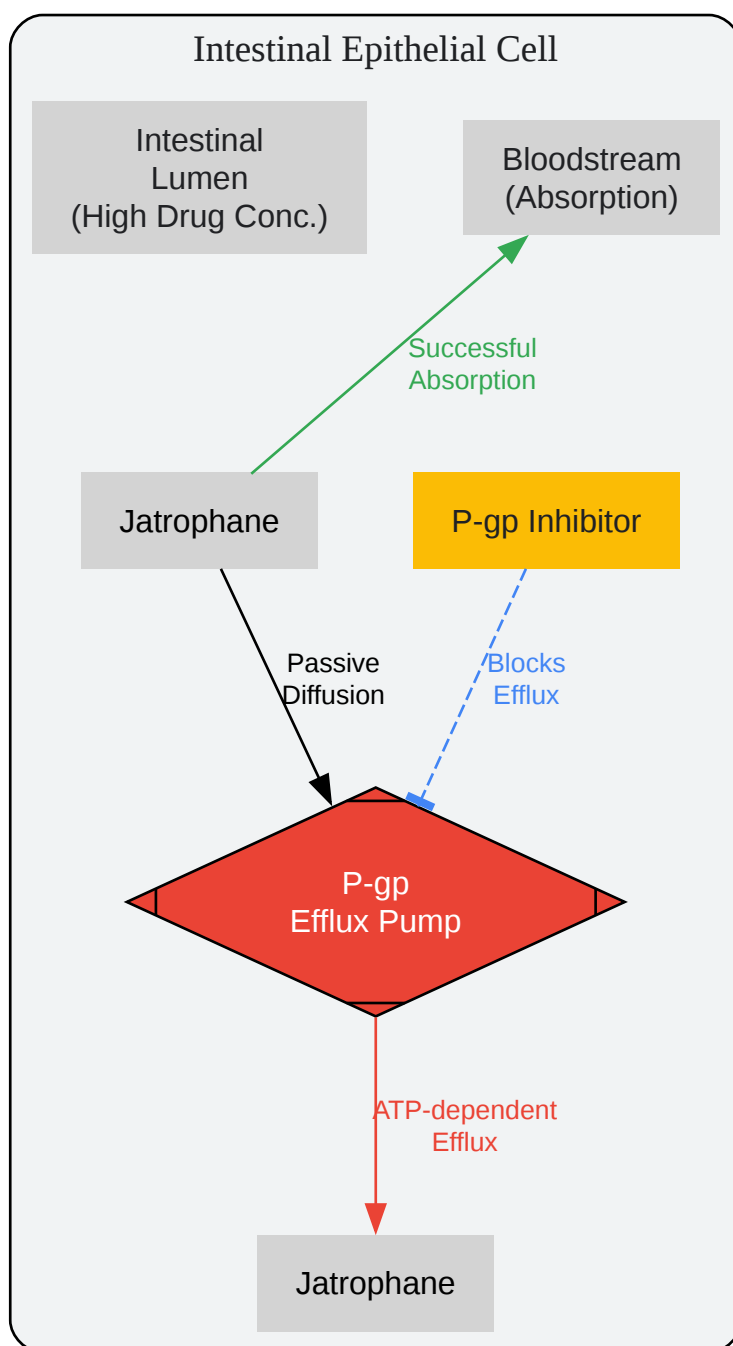 Intestinal Epithelial Cell
Intestinal
Lumen
(High Drug Conc.)
Bloodstream
(Absorption)
Successful
Absorption
Jatrophane
P-gp Inhibitor
Passive
Diffusion
Blocks
Efflux
P-gp
Efflux Pump
ATP-dependent
Efflux
Jatrophane